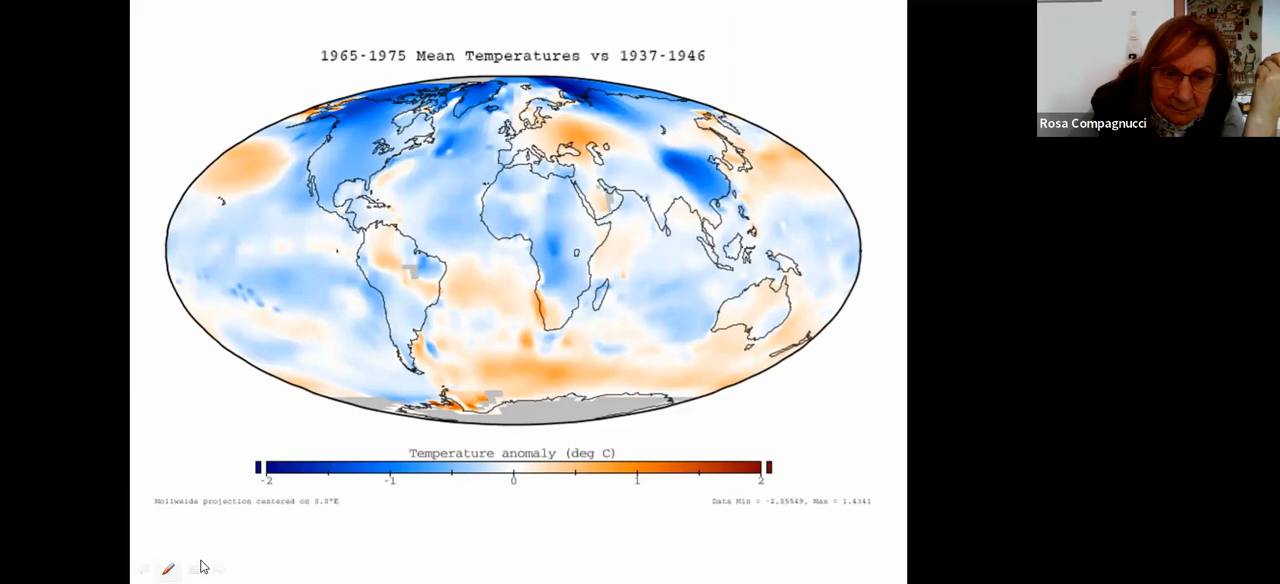 1965-1975 Mean Temperatures vs 1937-1946
Rosa Compagnucci
Temperature anomaly (deg C)
-2 -1 0 1 2
Mollweide projection centered on 0.0°E
Data Min = -2.05549, Max = 1.4341